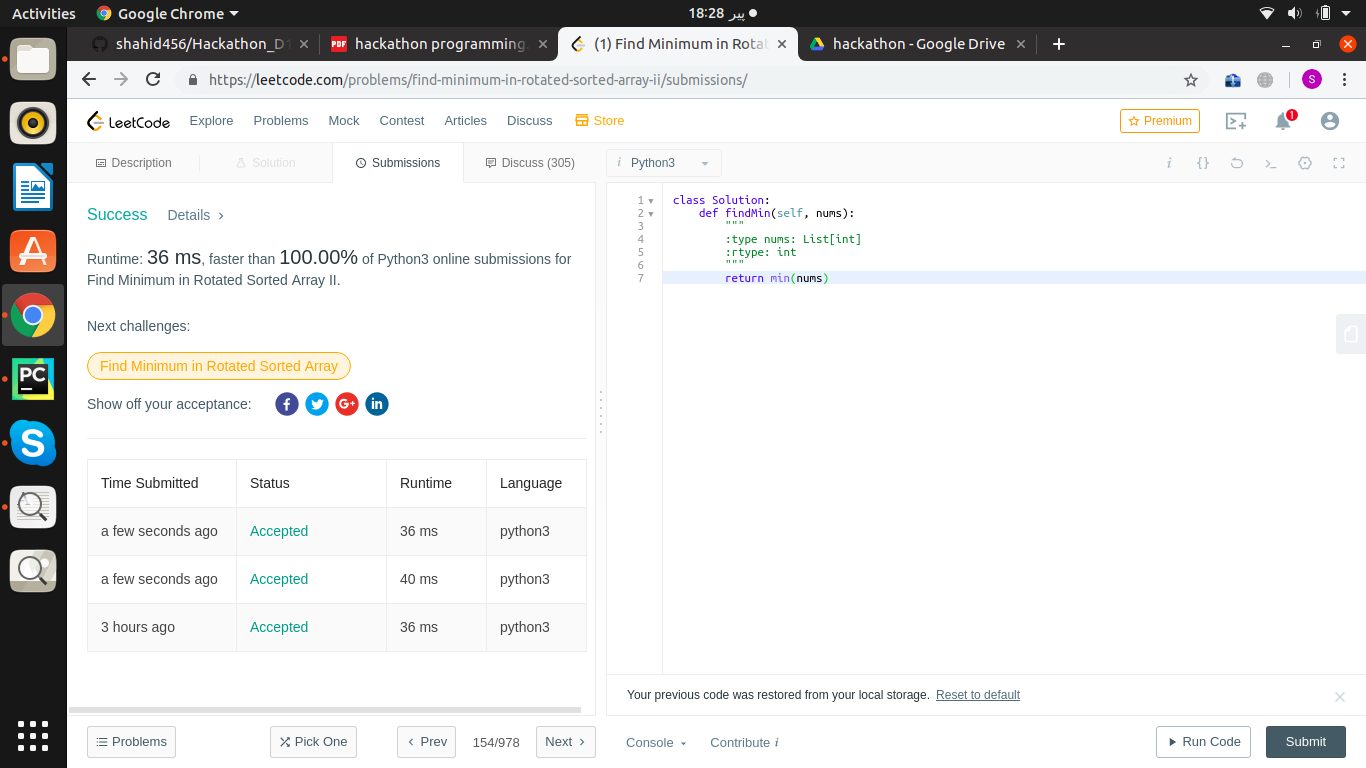 Activities Google Chrome پیر 18:28
shahid456/Hackathon_D1 hackathon programming. (1) Find Minimum in Rotat hackathon - Google Drive
https://leetcode.com/problems/find-minimum-in-rotated-sorted-array-ii/submissions/ S
LeetCode Explore Problems Mock Contest Articles Discuss Store Premium 1
Description Solution Submissions Discuss (305) i Python3 i {}
Success Details >
Runtime: 36 ms, faster than 100.00% of Python3 online submissions for
Find Minimum in Rotated Sorted Array II.
Next challenges:
Find Minimum in Rotated Sorted Array
Show off your acceptance:
Time Submitted Status Runtime Language
a few seconds ago Accepted 36 ms python3
a few seconds ago Accepted 40 ms python3
3 hours ago Accepted 36 ms python3
1 class Solution:
2 def findMin(self, nums):
3 """
4 :type nums: List[int]
5 :rtype: int
6 """
7 return min(nums)
Your previous code was restored from your local storage. Reset to default
Problems Pick One < Prev 154/978 Next > Console Contribute i Run Code Submit
PDF
PC
S